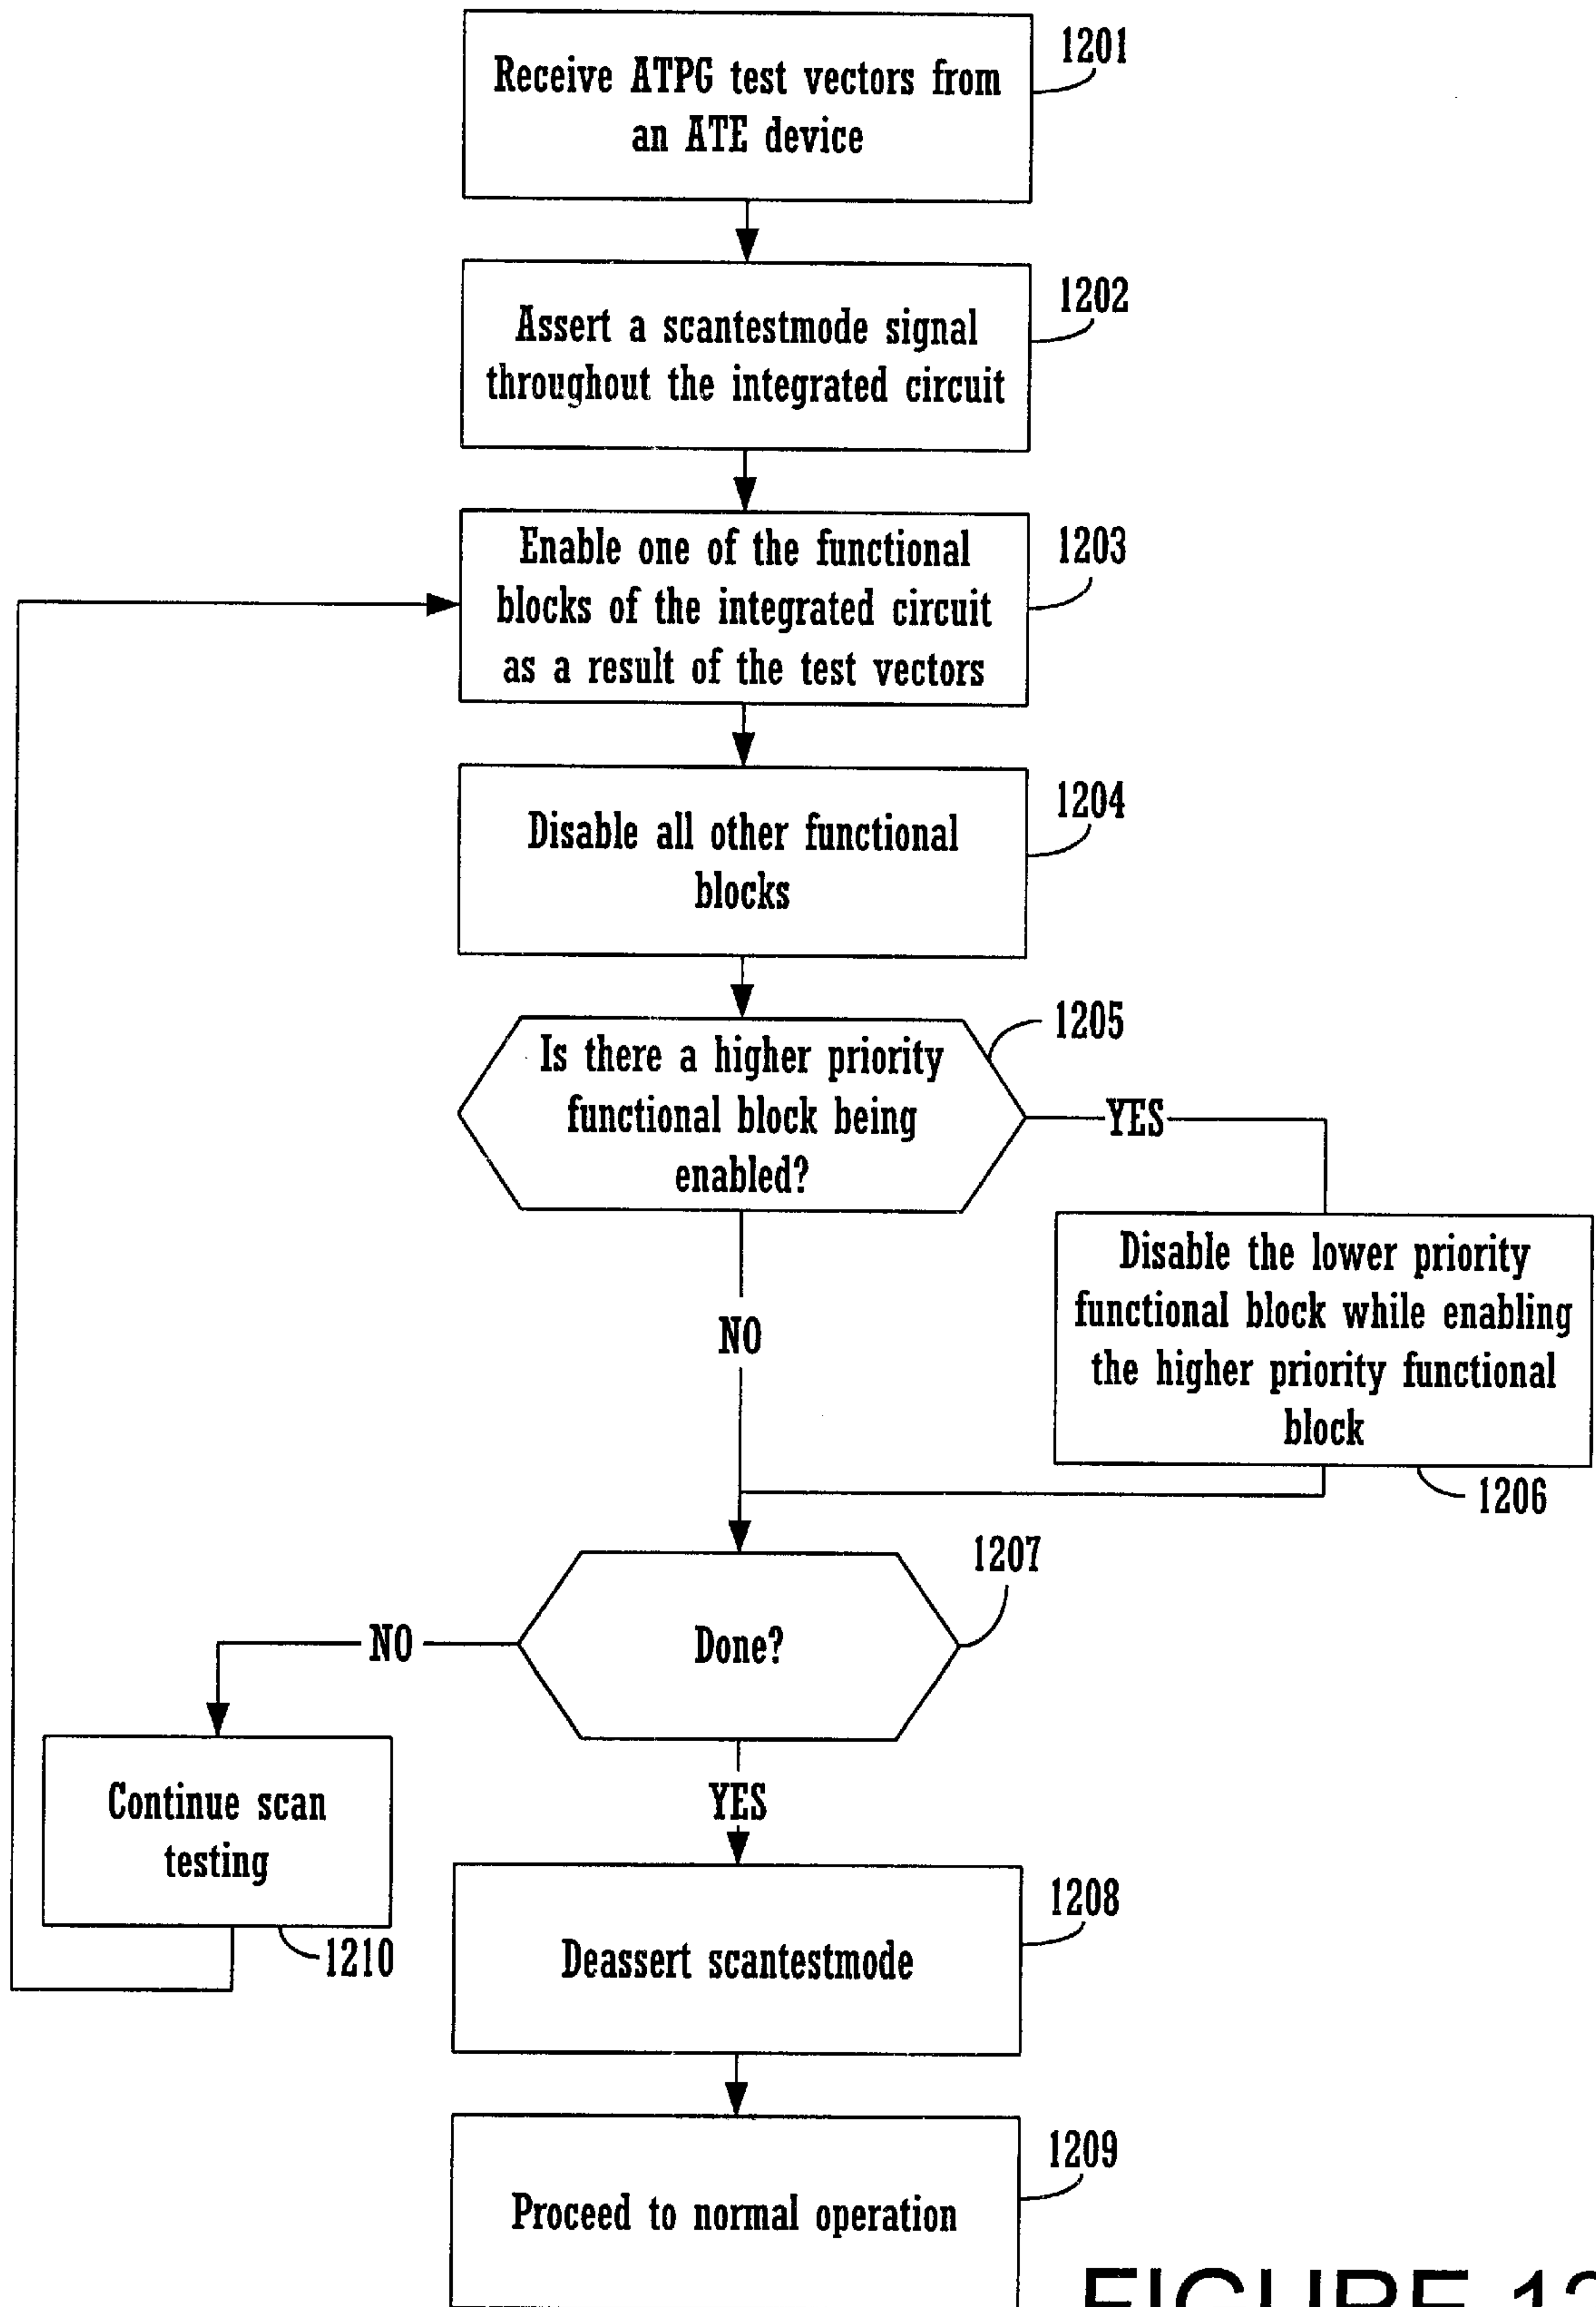 Receive ATPG test vectors from
an ATE device
1201
Assert a scantestmode signal
throughout the integrated circuit
1202
Enable one of the functional
blocks of the integrated circuit
as a result of the test vectors
1203
Disable all other functional
blocks
1204
Is there a higher priority
functional block being
enabled?
1205
YES
NO
Disable the lower priority
functional block while enabling
the higher priority functional
block
1206
Done?
1207
NO
YES
Continue scan
testing
1210
Deassert scantestmode
1208
Proceed to normal operation
1209
FIGURE 12